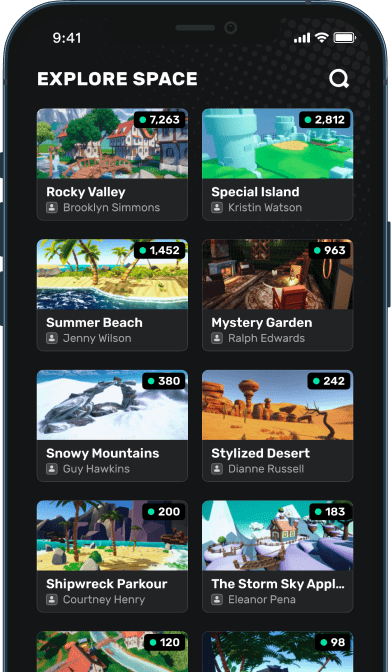 9:41
EXPLORE SPACE
7,263
2,812
Rocky Valley
Special Island
Brooklyn Simmons
Kristin Watson
1,452
963
Summer Beach
Mystery Garden
Jenny Wilson
Ralph Edwards
380
242
Snowy Mountains
Stylized Desert
Guy Hawkins
Dianne Russell
200
183
Shipwreck Parkour
The Storm Sky Appl...
Courtney Henry
Eleanor Pena
120
98